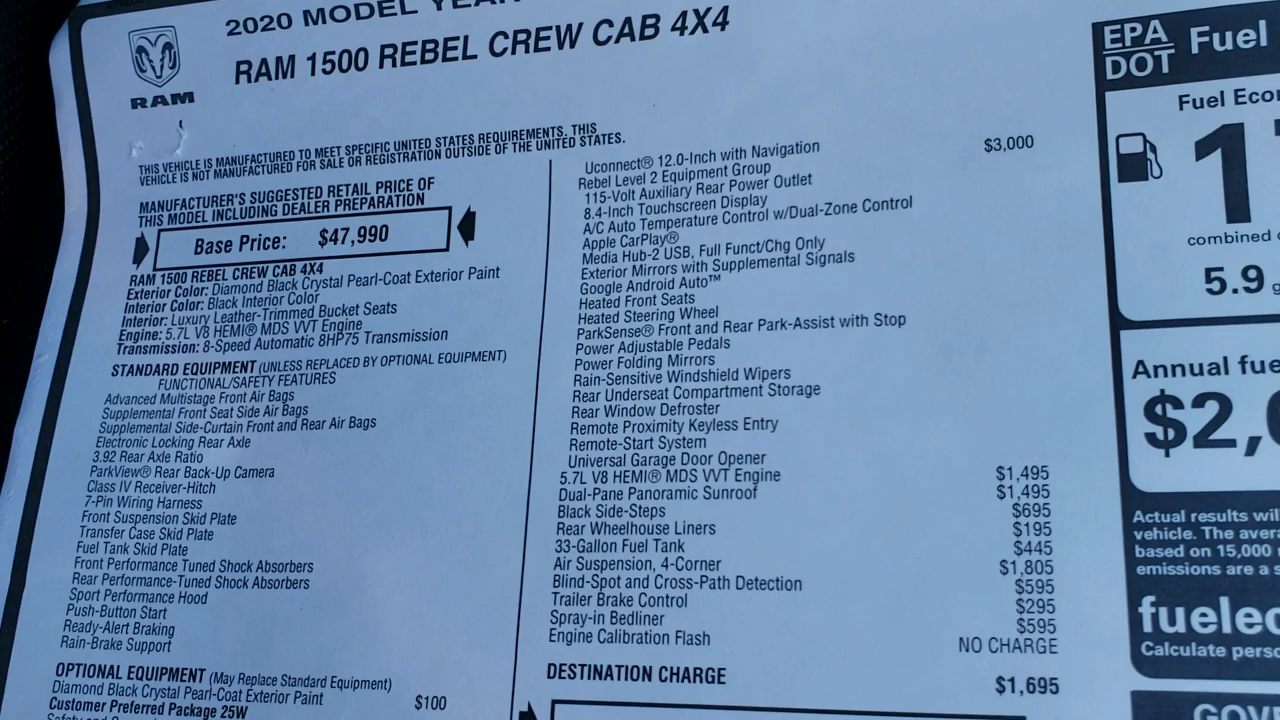 2020 MODEL YEAR
RAM 1500 REBEL CREW CAB 4X4
RAM
THIS VEHICLE IS MANUFACTURED TO MEET SPECIFIC UNITED STATES REQUIREMENTS. THIS
VEHICLE IS NOT MANUFACTURED FOR SALE OR REGISTRATION OUTSIDE OF THE UNITED STATES.
MANUFACTURER'S SUGGESTED RETAIL PRICE OF
THIS MODEL INCLUDING DEALER PREPARATION
Base Price: $47,990
RAM 1500 REBEL CREW CAB 4X4
Exterior Color: Diamond Black Crystal Pearl-Coat Exterior Paint
Interior Color: Black Interior Color
Interior: Luxury Leather-Trimmed Bucket Seats
Engine: 5.7L V8 HEMI® MDS VVT Engine
Transmission: 8-Speed Automatic 8HP75 Transmission
STANDARD EQUIPMENT (UNLESS REPLACED BY OPTIONAL EQUIPMENT)
FUNCTIONAL/SAFETY FEATURES
Advanced Multistage Front Air Bags
Supplemental Front Seat Side Air Bags
Supplemental Side-Curtain Front and Rear Air Bags
Electronic Locking Rear Axle
3.92 Rear Axle Ratio
ParkView® Rear Back-Up Camera
Class IV Receiver-Hitch
7-Pin Wiring Harness
Front Suspension Skid Plate
Transfer Case Skid Plate
Fuel Tank Skid Plate
Front Performance Tuned Shock Absorbers
Rear Performance-Tuned Shock Absorbers
Sport Performance Hood
Push-Button Start
Ready-Alert Braking
Rain-Brake Support
OPTIONAL EQUIPMENT (May Replace Standard Equipment)
Diamond Black Crystal Pearl-Coat Exterior Paint $100
Customer Preferred Package 25W
Uconnect® 12.0-Inch with Navigation $3,000
Rebel Level 2 Equipment Group
115-Volt Auxiliary Rear Power Outlet
8.4-Inch Touchscreen Display
A/C Auto Temperature Control w/Dual-Zone Control
Apple CarPlay®
Media Hub-2 USB, Full Funct/Chg Only
Exterior Mirrors with Supplemental Signals
Google Android Auto™
Heated Front Seats
Heated Steering Wheel
ParkSense® Front and Rear Park-Assist with Stop
Power Adjustable Pedals
Power Folding Mirrors
Rain-Sensitive Windshield Wipers
Rear Underseat Compartment Storage
Rear Window Defroster
Remote Proximity Keyless Entry
Remote-Start System
Universal Garage Door Opener
5.7L V8 HEMI® MDS VVT Engine $1,495
Dual-Pane Panoramic Sunroof $1,495
Black Side-Steps $695
Rear Wheelhouse Liners $195
33-Gallon Fuel Tank $445
Air Suspension, 4-Corner $1,805
Blind-Spot and Cross-Path Detection $595
Trailer Brake Control $295
Spray-in Bedliner $595
Engine Calibration Flash NO CHARGE
DESTINATION CHARGE $1,695
EPA
DOT
Fuel
Fuel Econ
combined
5.9
Annual fue
$2,
Actual results wil
vehicle. The avera
based on 15,000
emissions are a s
fuelec
Calculate perso
GOV